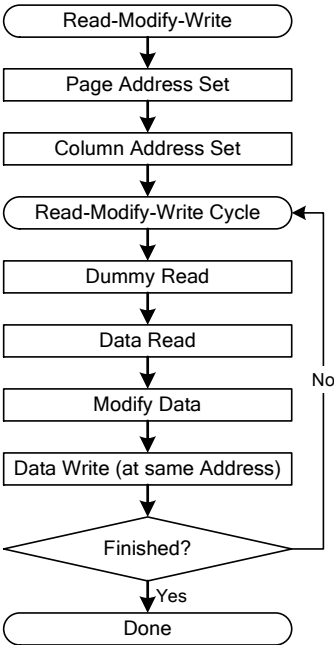 Read-Modify-Write
Page Address Set
Column Address Set
Read-Modify-Write Cycle
Dummy Read
Data Read
No
Modify Data
Data Write (at same Address)
Finished?
Yes
Done